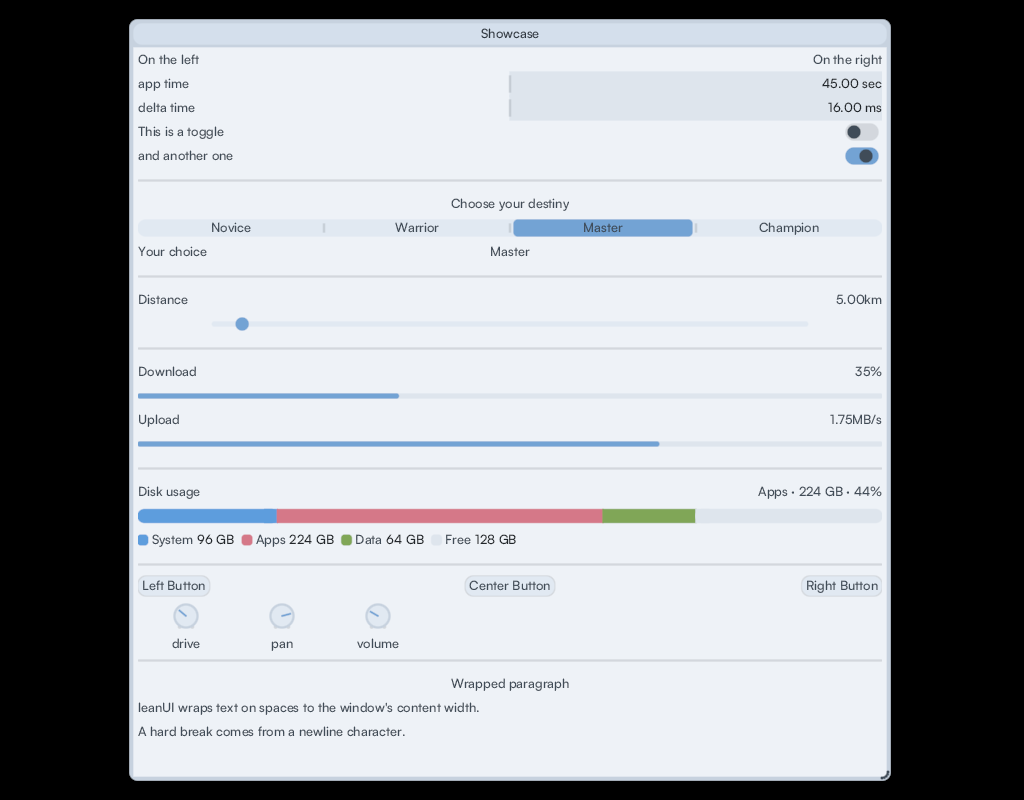 Showcase
On the left On the right
app time 45.00 sec
delta time 16.00 ms
This is a toggle
and another one
Choose your destiny
Novice Warrior Master Champion
Your choice Master
Distance 5.00km
Download 35%
Upload 1.75MB/s
Disk usage Apps · 224 GB · 44%
System 96 GB Apps 224 GB Data 64 GB Free 128 GB
Left Button Center Button Right Button
drive pan volume
Wrapped paragraph
leanUI wraps text on spaces to the window's content width.
A hard break comes from a newline character.